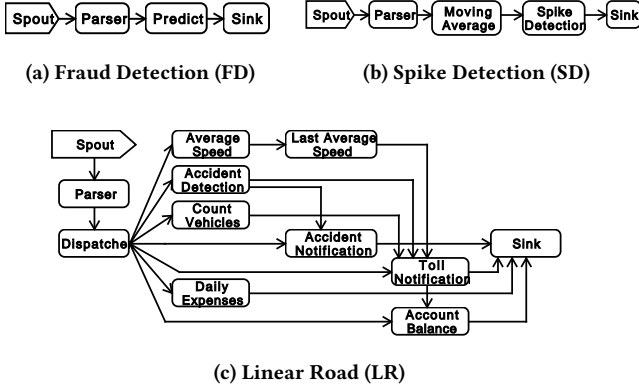 Spout Parser Predict Sink
(a) Fraud Detection (FD)
Spout Parser Moving Average Spike Detection Sink
(b) Spike Detection (SD)
Spout
Parser
Dispatche
Average
Speed
Last Average
Speed
Accident
Detection
Count
Vehicles
Accident
Notification
Sink
Toll
Notification
Daily
Expenses
Account
Balance
(c) Linear Road (LR)